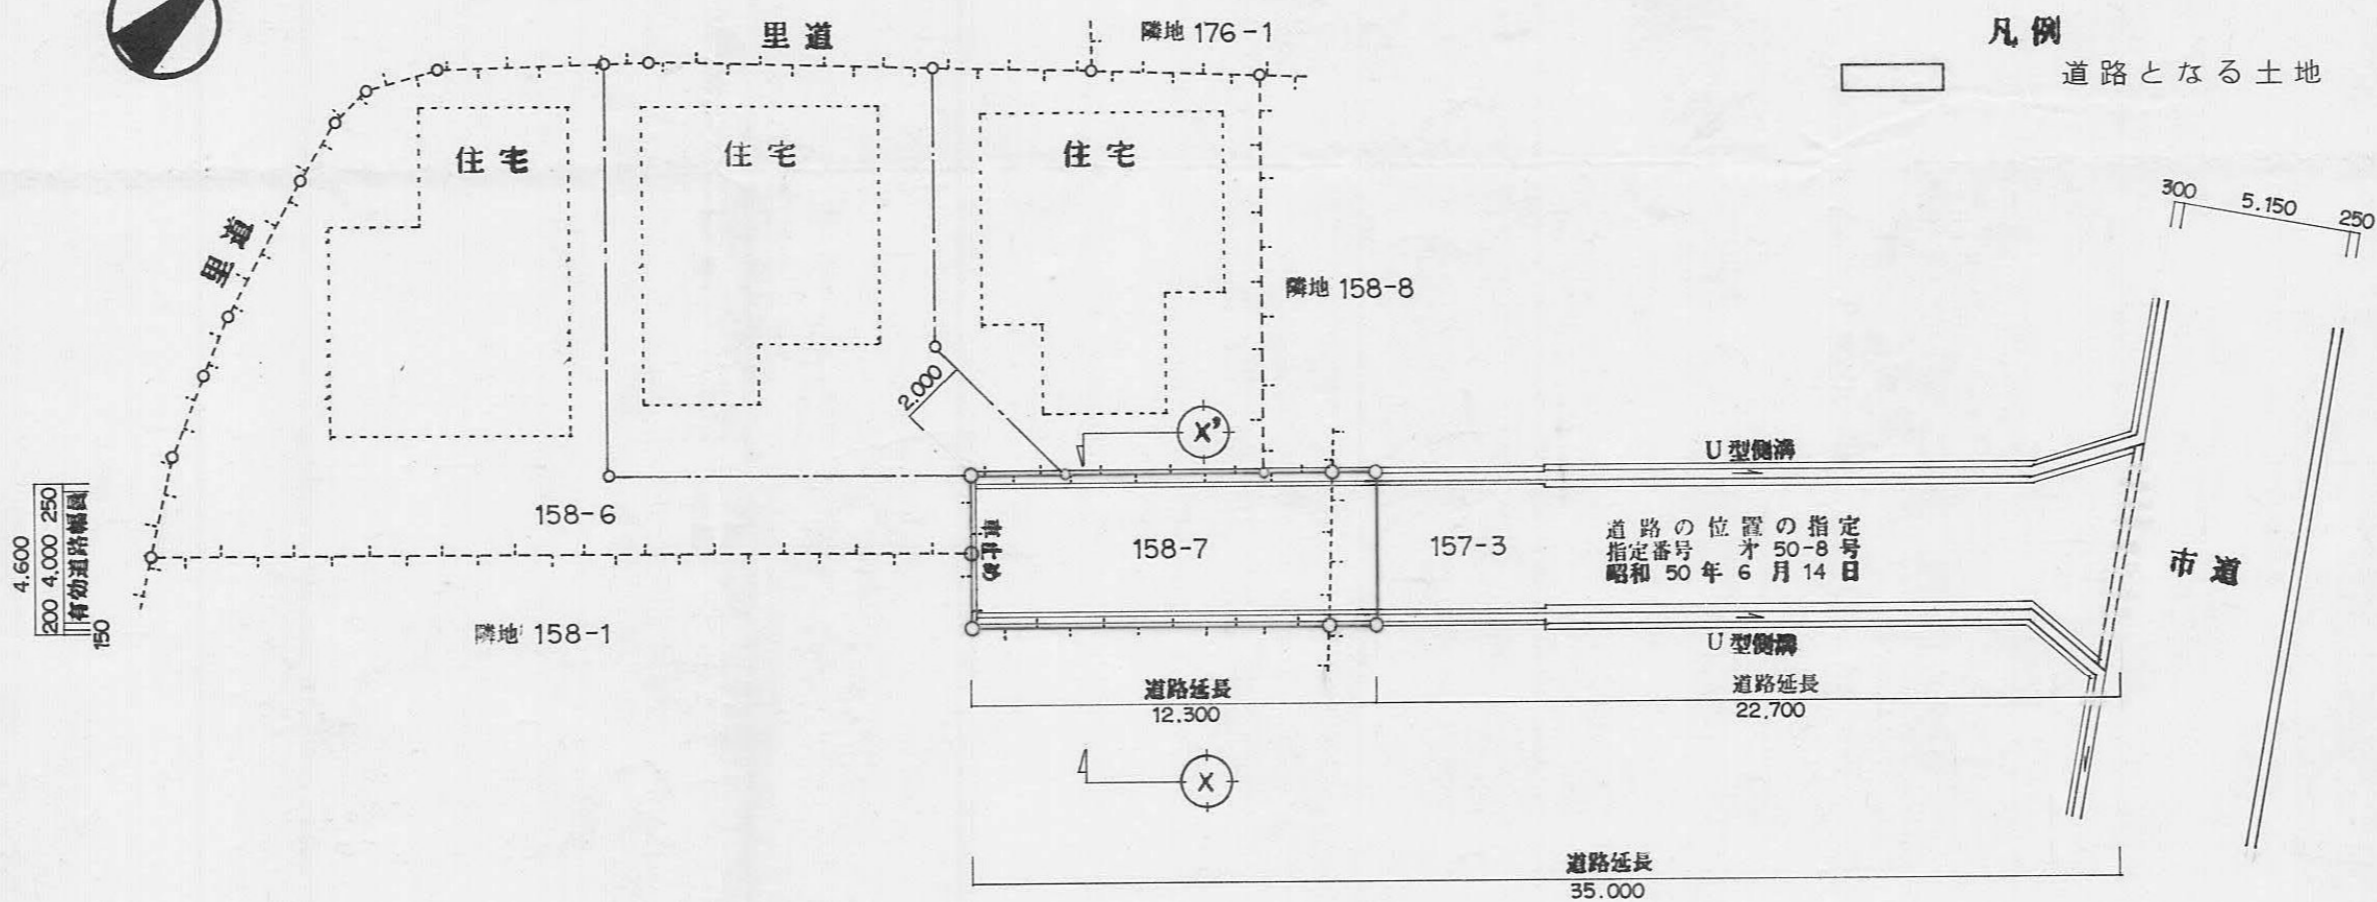 里道
隣地 176-1
凡例
道路となる土地
住宅
住宅
住宅
300
5.150
250
里道
隣地 158-8
2.000
X'
U型側溝
4.600
200 4,000 250
有効道路幅員
150
158-6
車止め
158-7
157-3
道路の位置の指定
指定番号 才 50-8 号
昭和 50 年 6 月 14 日
市道
隣地 158-1
U型側溝
道路延長
12.300
道路延長
22.700
X
道路延長
35.000